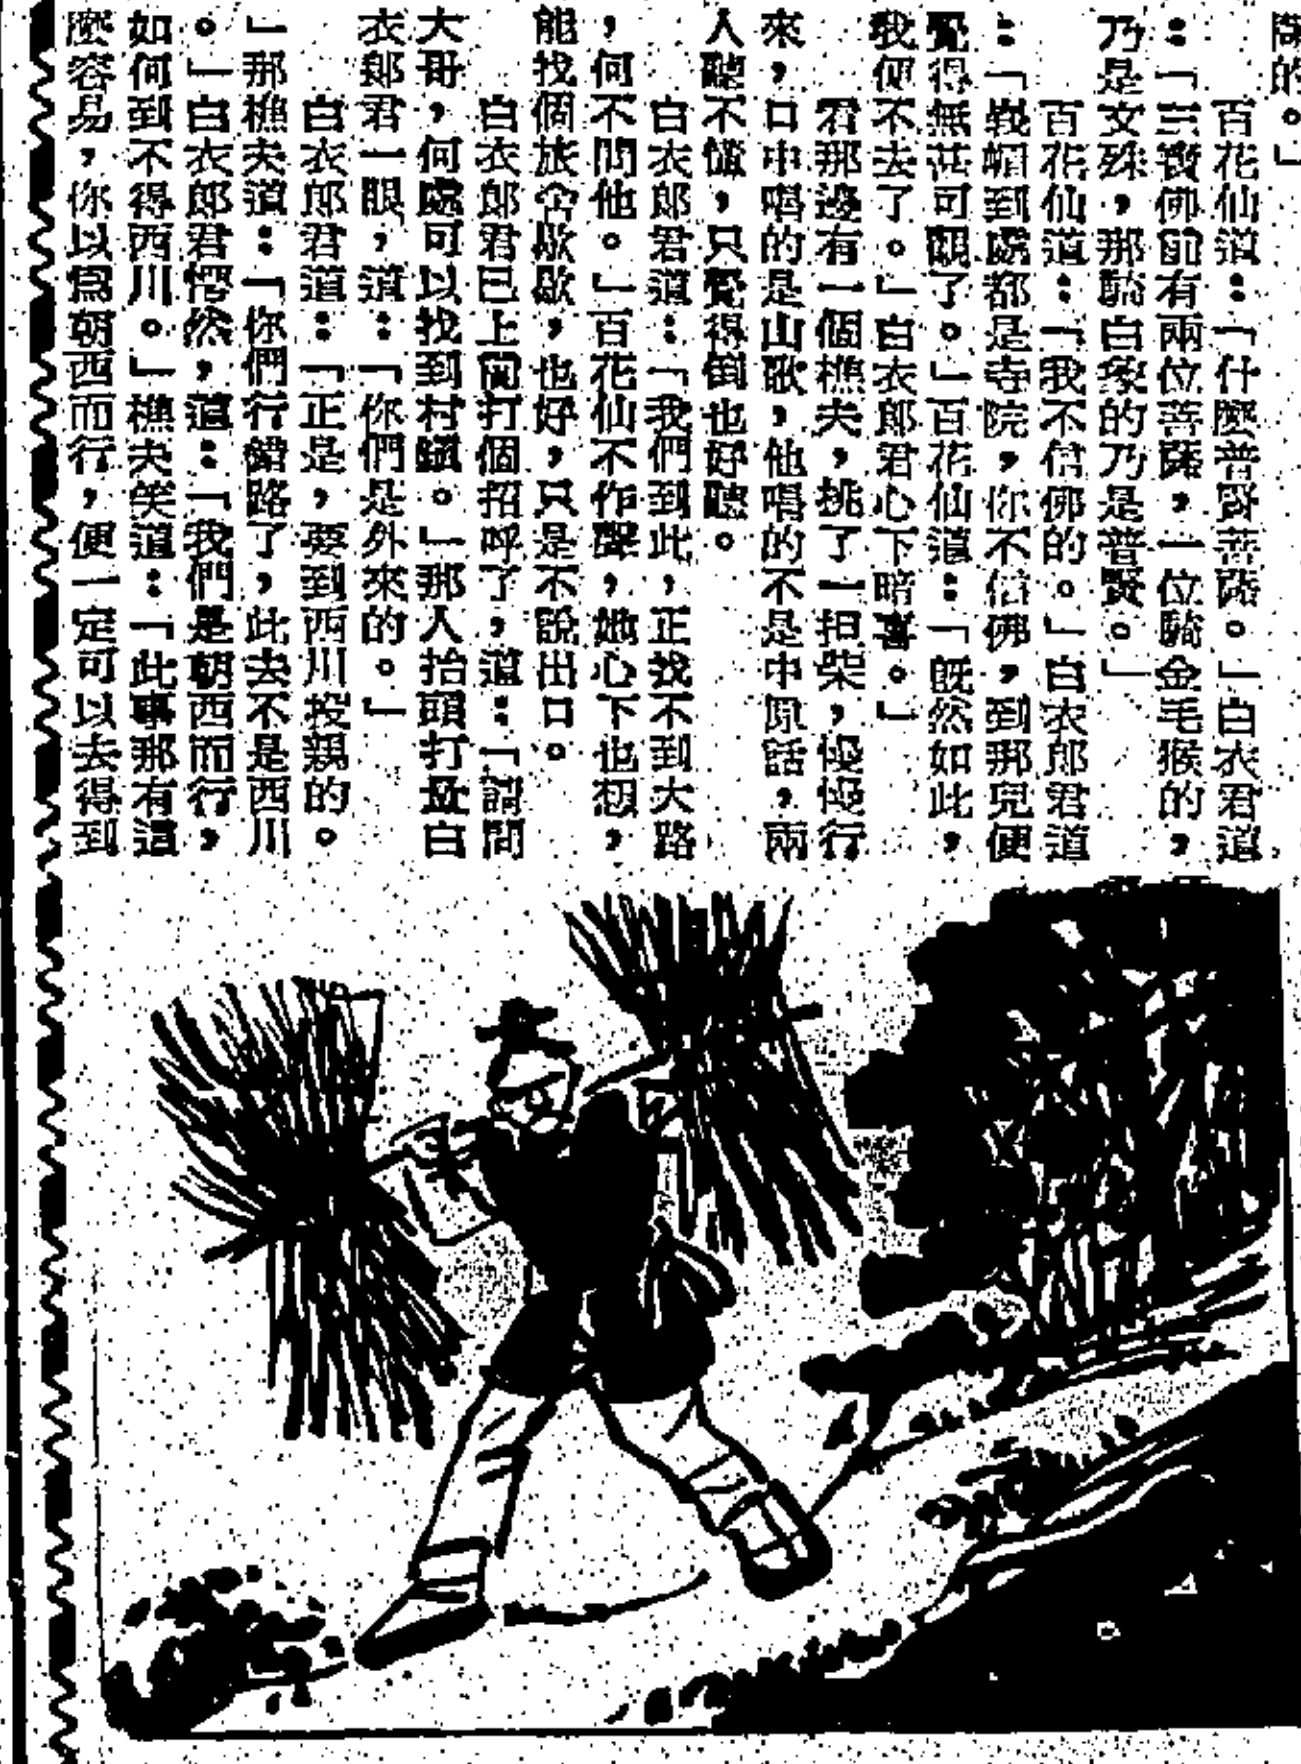 闻的。」
百花仙道：「什麼普賢菩薩。」白衣君道
：「三寶佛前有兩位菩薩，一位騎金毛猴的，
乃是文殊，那騎白象的乃是普賢。」
百花仙道：「我不信佛的。」白衣郎君道
：「峩嵋到處都是寺院，你不信佛，到那兒便
覺得無甚可觀了。」百花仙道：「既然如此，
我便不去了。」白衣郎君心下暗喜。」
君那邊有一個樵夫，挑了一担柴，慢慢行
來，口中唱的是山歌，他唱的不是中原話，兩
人聽不懂，只覺得倒也好聽。
白衣郎君道：「我們到此，正找不到大路
，何不問他。」百花仙不作聲，她心下也想，
能找個旅舍歇歇，也好，只是不說出口。
白衣郎君已上前打個招呼了，道：「請問
大哥，何處可以找到村鎮。」那人抬頭打量白
衣郎君一眼，道：「你們是外來的。」
白衣郎君道：「正是，要到西川投親的。
」那樵夫道：「你們行錯路了，此去不是西川
。」白衣郎君愕然，道：「我們是朝西而行，
如何到不得西川。」樵夫笑道：「此事那有這
麼容易，你以爲朝西而行，便一定可以去得到